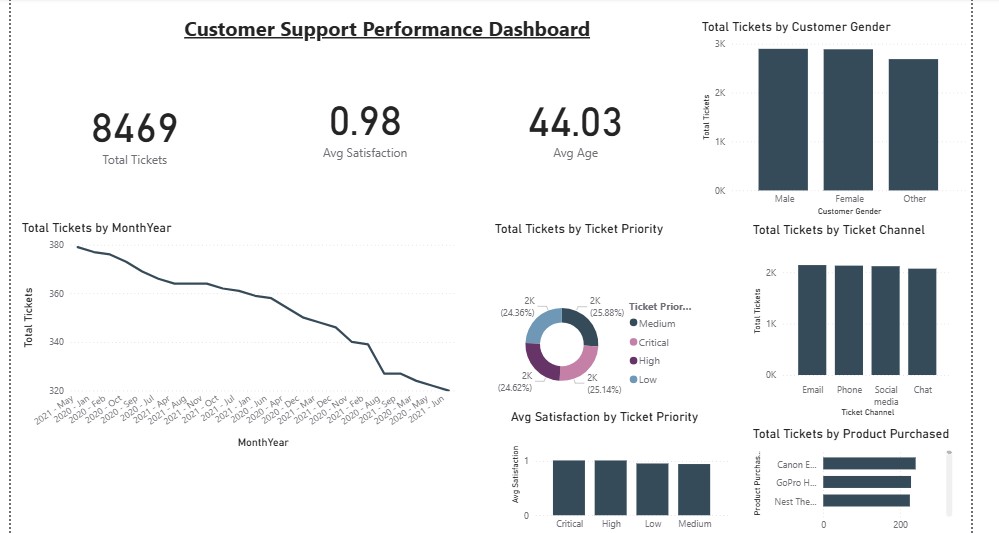 Customer Support Performance Dashboard
8469
Total Tickets
0.98
Avg Satisfaction
44.03
Avg Age
Total Tickets by Customer Gender
Total Tickets
3K
2K
1K
0K
Male Female Other
Customer Gender
Total Tickets by MonthYear
Total Tickets
380
360
340
320
2021 - May
2020 - Jan
2020 - Feb
2020 - Oct
2020 - Sep
2020 - Jul
2021 - Apr
2021 - Aug
2021 - Nov
2021 - Oct
2021 - Jul
2021 - Jan
2020 - Jun
2020 - Apr
2020 - Dec
2021 - Mar
2021 - Dec
2020 - Nov
2021 - Feb
2020 - Aug
2021 - Sep
2020 - Mar
2020 - May
2021 - Jun
MonthYear
Total Tickets by Ticket Priority
2K
(24.36%)
2K
(25.88%)
2K
(24.62%)
2K
(25.14%)
Ticket Prior...
Medium
Critical
High
Low
Total Tickets by Ticket Channel
Total Tickets
2K
1K
0K
Email Phone Social media Chat
Ticket Channel
Avg Satisfaction by Ticket Priority
Avg Satisfaction
1
0
Critical High Low Medium
Total Tickets by Product Purchased
Product Purchas...
Canon E...
GoPro H...
Nest The...
0 200